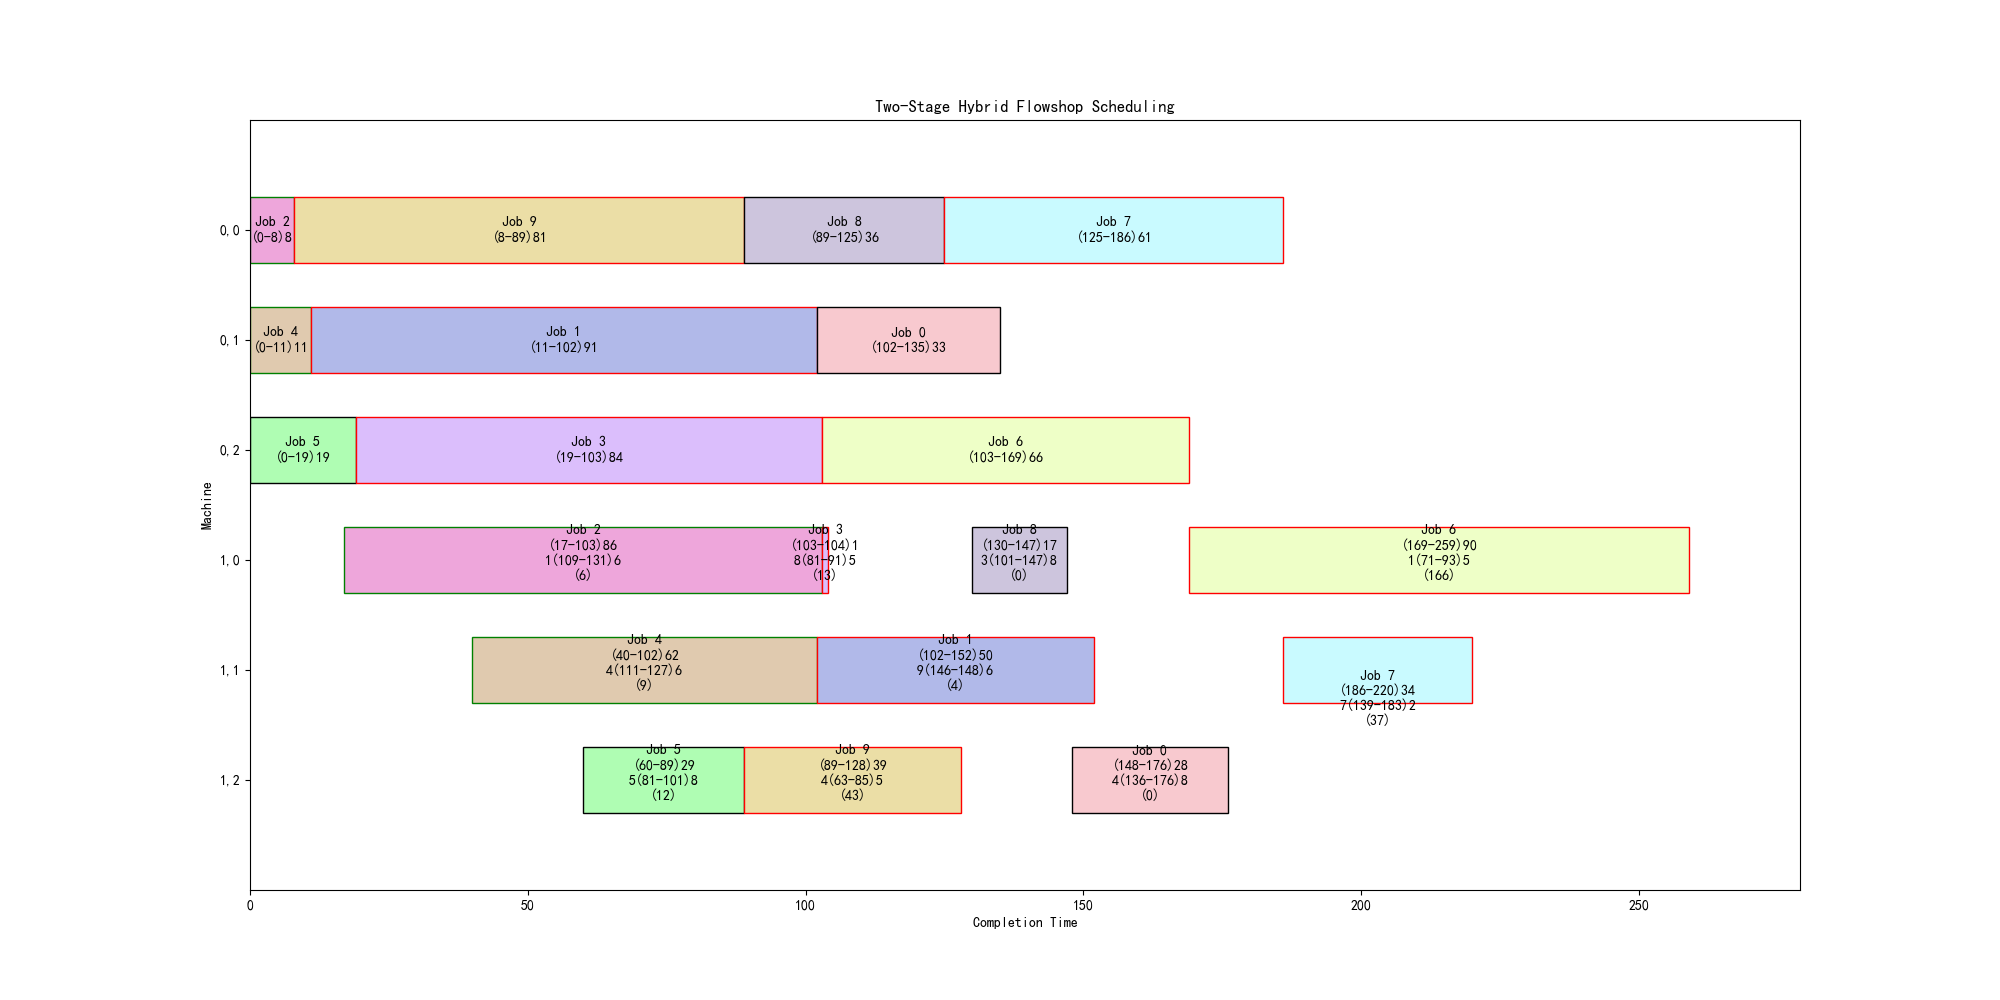 Two-Stage Hybrid Flowshop Scheduling
Machine
0,0
Job 2
(0-8)8
Job 9
(8-89)81
Job 8
(89-125)36
Job 7
(125-186)61
0,1
Job 4
(0-11)11
Job 1
(11-102)91
Job 0
(102-135)33
0,2
Job 5
(0-19)19
Job 3
(19-103)84
Job 6
(103-169)66
1,0
Job 2
(17-103)86
1(109-131)6
(6)
Job 3
(103-104)1
8(81-91)5
(13)
Job 8
(130-147)17
3(101-147)8
(0)
Job 6
(169-259)90
1(71-93)5
(166)
1,1
Job 4
(40-102)62
4(111-127)6
(9)
Job 1
(102-152)50
9(146-148)6
(4)
Job 7
(186-220)34
7(139-183)2
(37)
1,2
Job 5
(60-89)29
5(81-101)8
(12)
Job 9
(89-128)39
4(63-85)5
(43)
Job 0
(148-176)28
4(136-176)8
(0)
0
50
100
150
200
250
Completion Time